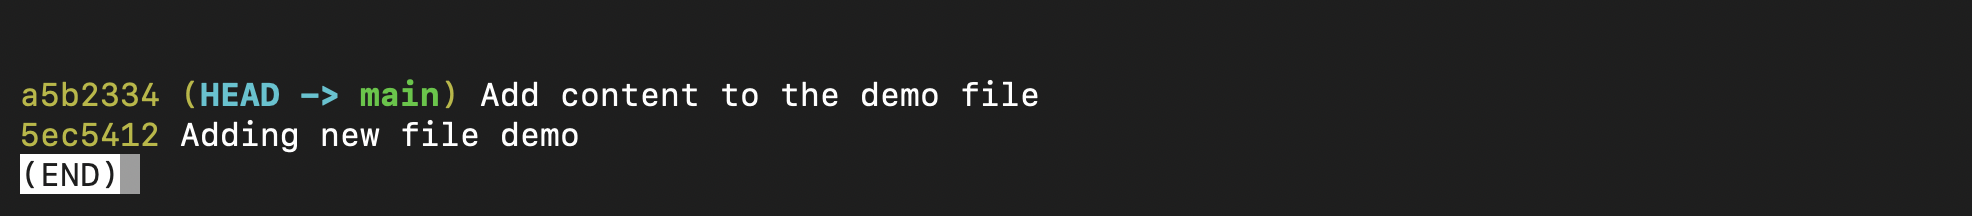 a5b2334 (HEAD -> main) Add content to the demo file
5ec5412 Adding new file demo
(END)